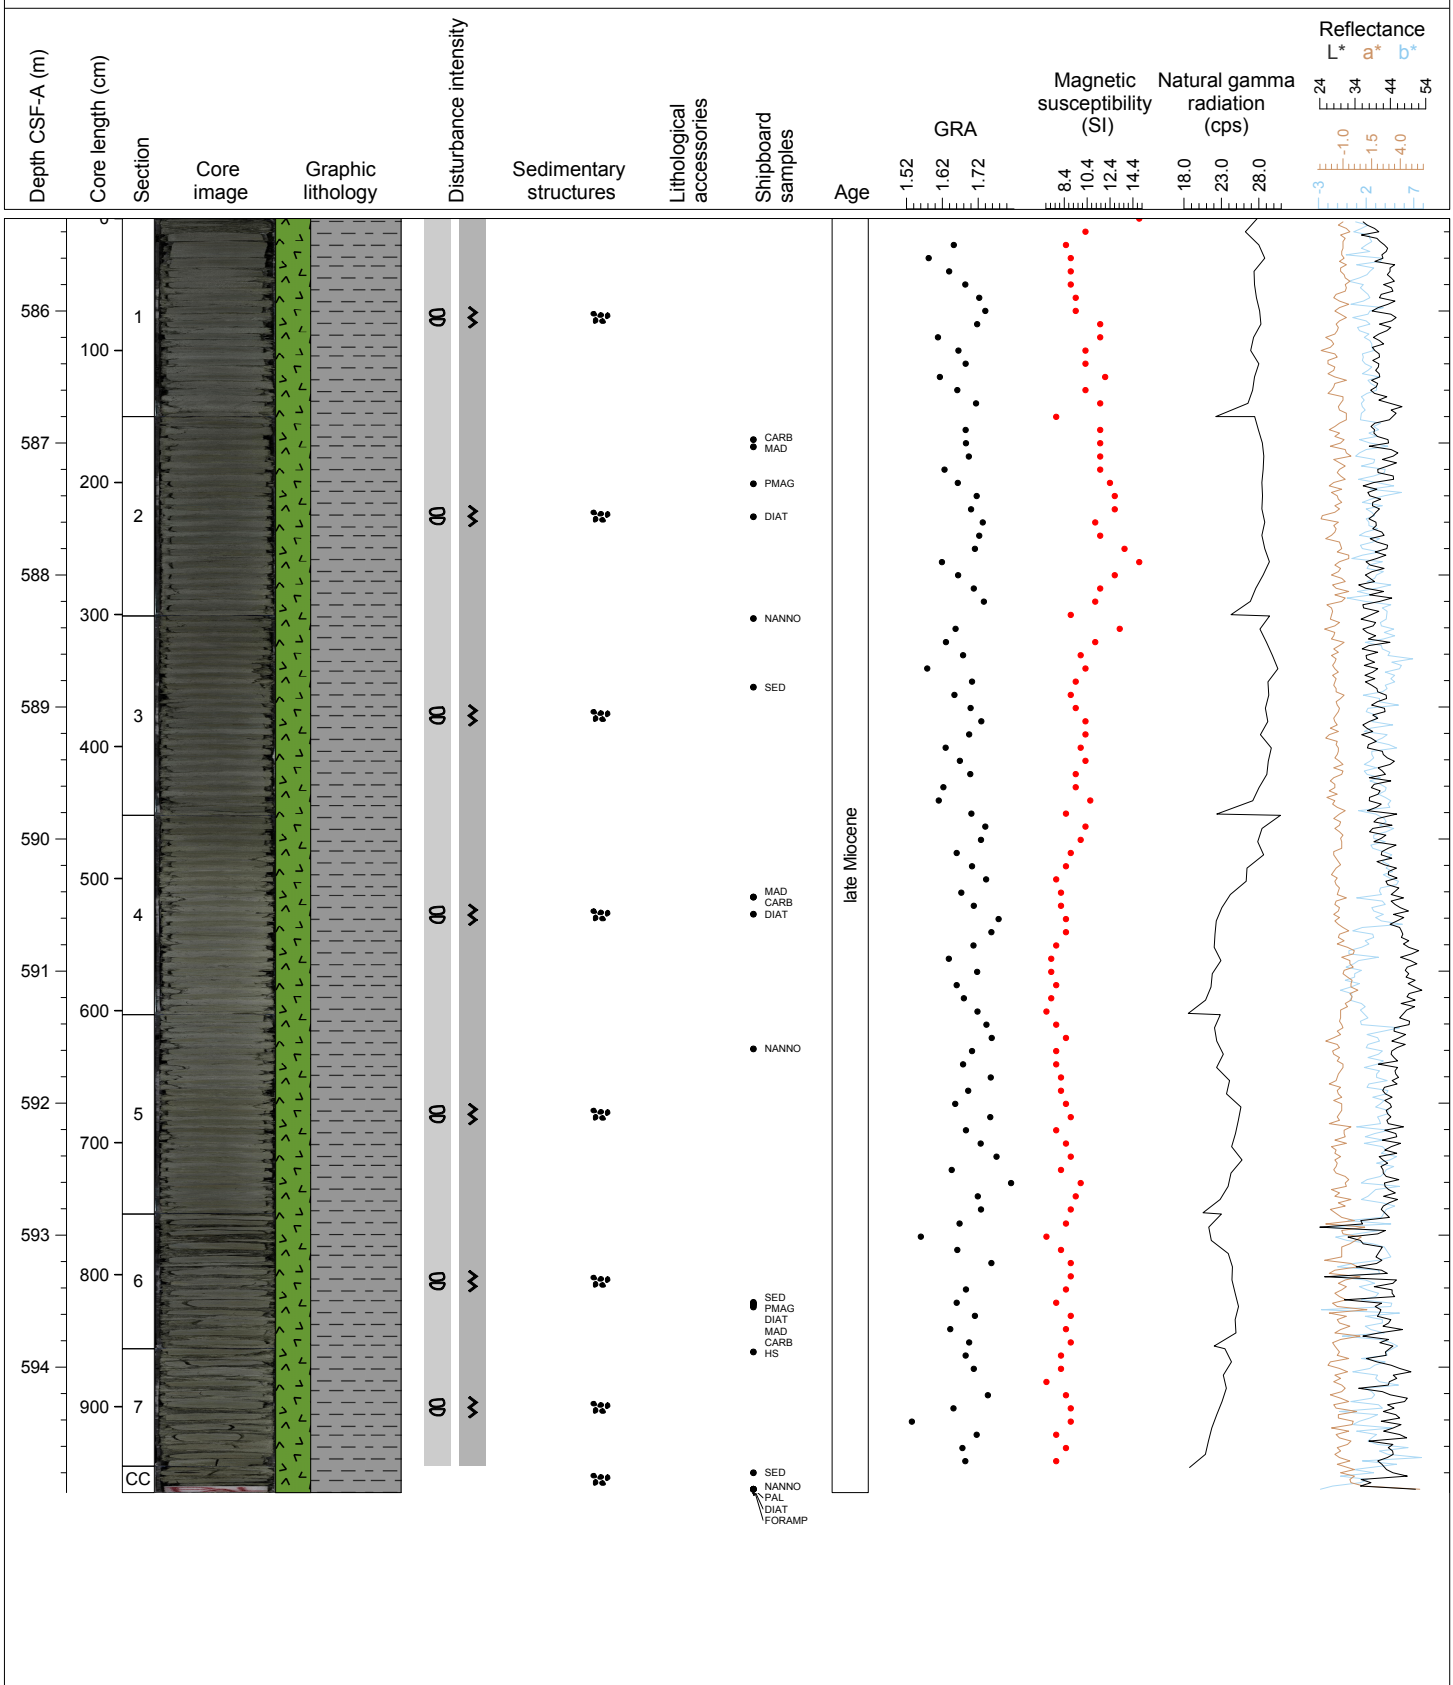 Depth CSF-A (m)
Core length (cm)
Section
Core
image
Graphic
lithology
Disturbance intensity
Sedimentary
structures
Lithological
accessories
Shipboard
samples
Age
GRA
1.52 1.62 1.72
Magnetic
susceptibility
(SI)
8.4 10.4 12.4 14.4
Natural gamma
radiation
(cps)
18.0 23.0 28.0
Reflectance
L* a* b*
24 34 44 54
-1.0 1.5 4.0
-3 2 7
0
586
1
100
587
CARB
MAD
200
PMAG
2
DIAT
588
300
NANNO
SED
589
3
400
590
late Miocene
500
MAD
CARB
4
DIAT
591
600
NANNO
592
5
700
593
800
6
SED
PMAG
DIAT
MAD
CARB
HS
594
900
7
CC
SED
NANNO
PAL
DIAT
FORAMP